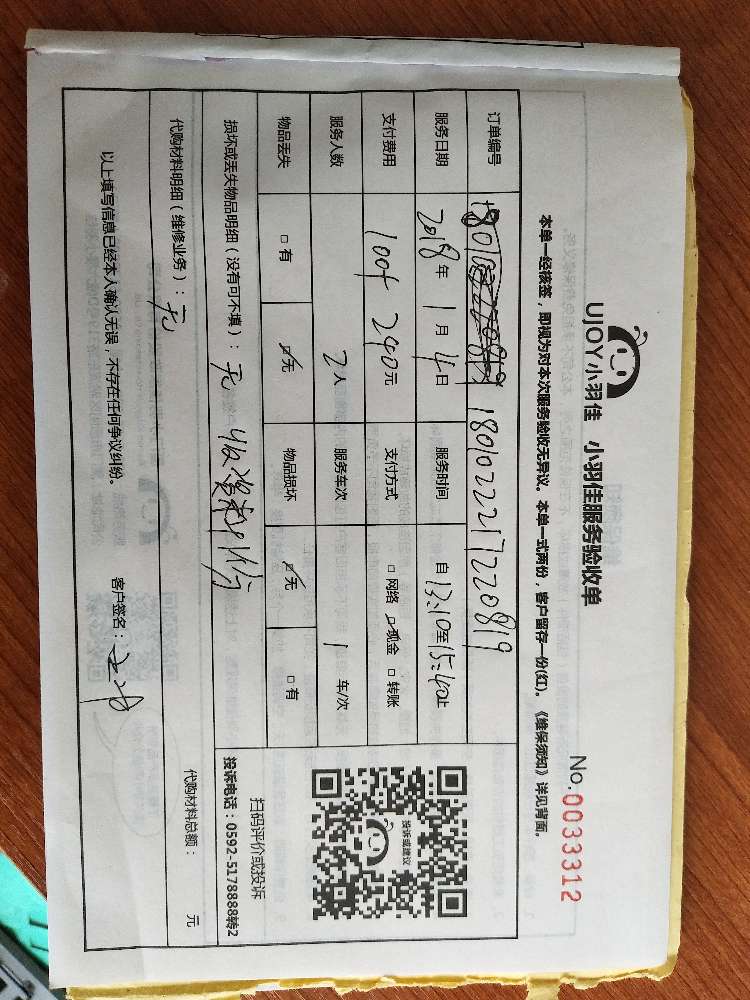 UJOY小羽佳 小羽佳服务验收单
No.0033312
本单一经核签，即视为对本次服务验收无异议。本单一式两份，客户留存一份(红)。《维保须知》详见背面。
订单编号 1801022217220819
服务日期 2018年1月4日 服务时间 自13:10至15:40止
支付费用 100+240元 支付方式 □网络 ☑现金 □转账
服务人数 2人 服务车次 1车/次
物品丢失 □有 ☑无 物品损坏 ☑无 □有
损坏或丢失物品明细（没有可不填）：无
代购材料明细（维修业务）：无
代购材料总额： 元
投诉或建议
扫码评价或投诉
投诉电话：0592-5178888转2
以上填写信息已经本人确认无误，不存在任何争议纠纷。
客户签名：